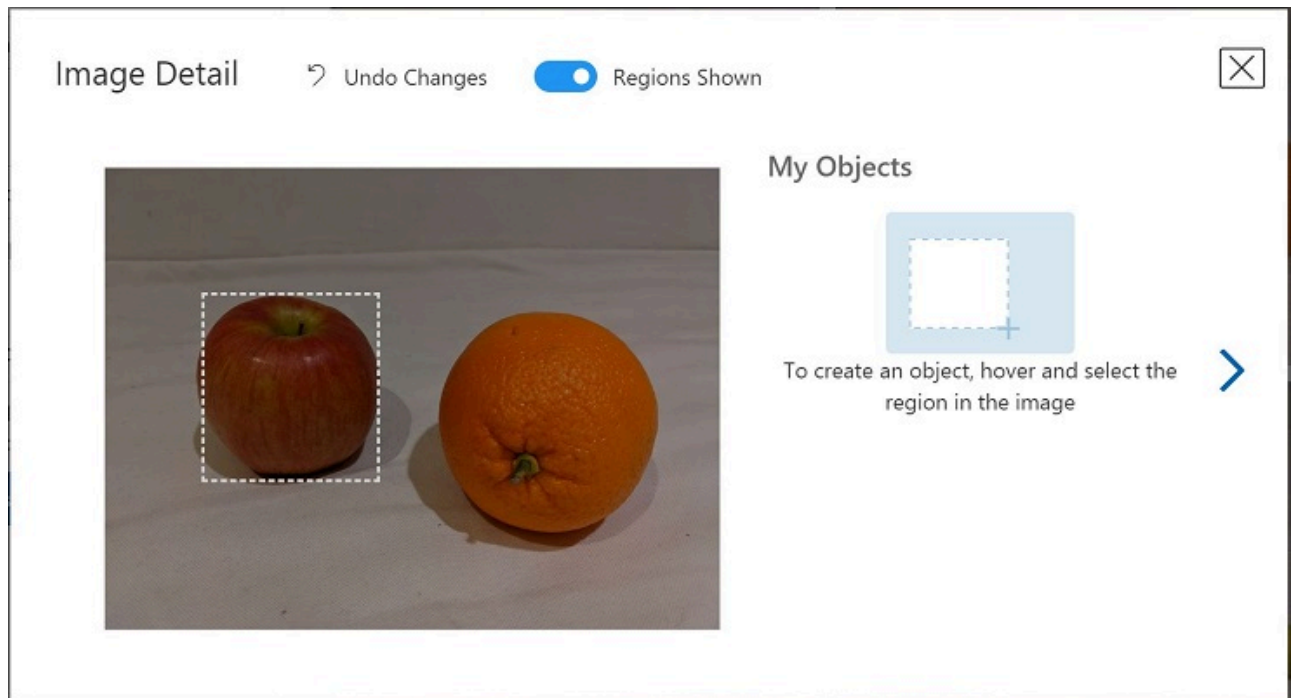 Image Detail
Undo Changes
Regions Shown
My Objects
To create an object, hover and select the
region in the image